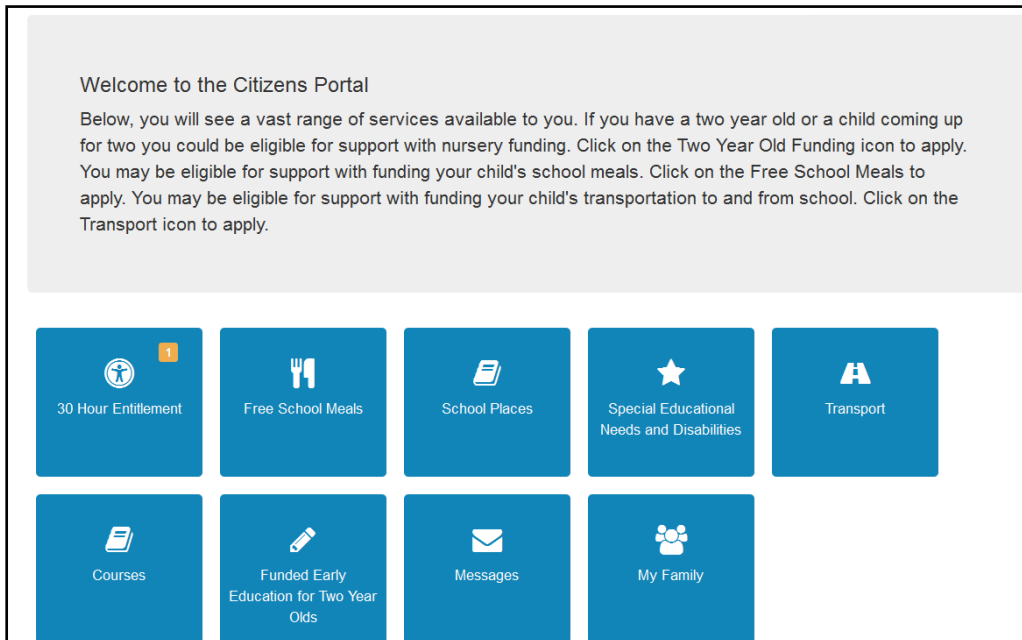 Welcome to the Citizens Portal
Below, you will see a vast range of services available to you. If you have a two year old or a child coming up
for two you could be eligible for support with nursery funding. Click on the Two Year Old Funding icon to apply.
You may be eligible for support with funding your child's school meals. Click on the Free School Meals to
apply. You may be eligible for support with funding your child's transportation to and from school. Click on the
Transport icon to apply.
1
30 Hour Entitlement
Free School Meals
School Places
Special Educational
Needs and Disabilities
Transport
Courses
Funded Early
Education for Two Year
Olds
Messages
My Family